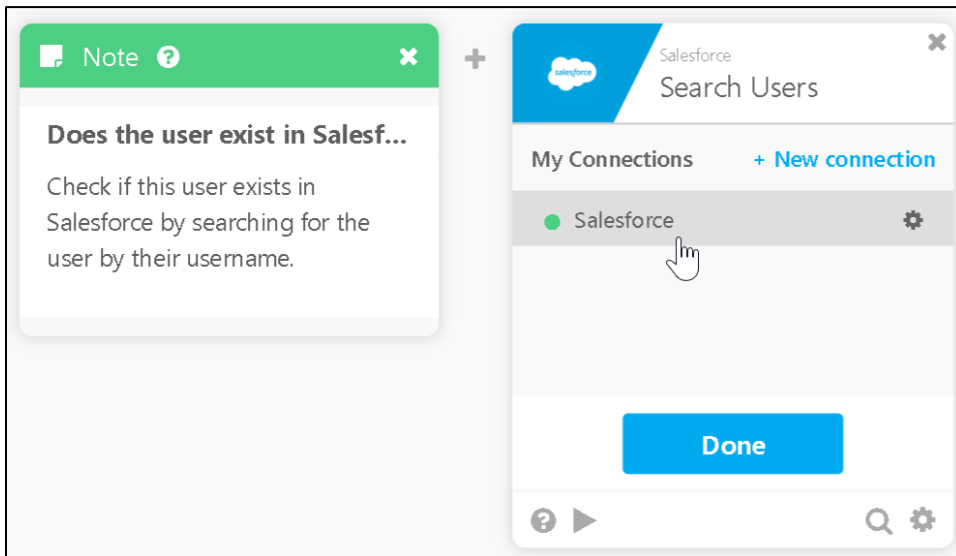 Note
Does the user exist in Salesf...
Check if this user exists in
Salesforce by searching for the
user by their username.
salesforce
Salesforce
Search Users
My Connections
+ New connection
Salesforce
Done